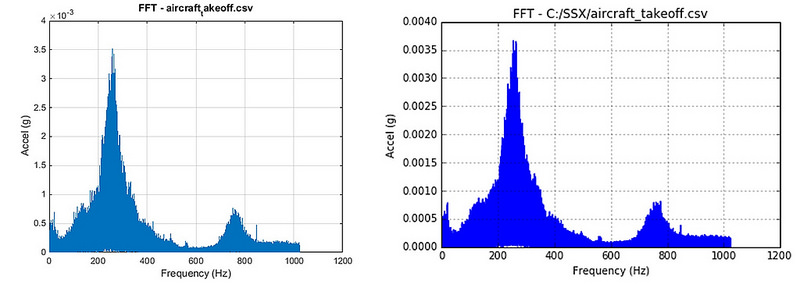 FFT - aircraft_takeoff.csv
4 ×10⁻³
3.5
3
2.5
2
1.5
1
0.5
0
0 200 400 600 800 1000 1200
Accel (g)
Frequency (Hz)
FFT - C:/SSX/aircraft_takeoff.csv
0.0040
0.0035
0.0030
0.0025
0.0020
0.0015
0.0010
0.0005
0.0000
0 200 400 600 800 1000 1200
Accel (g)
Frequency (Hz)